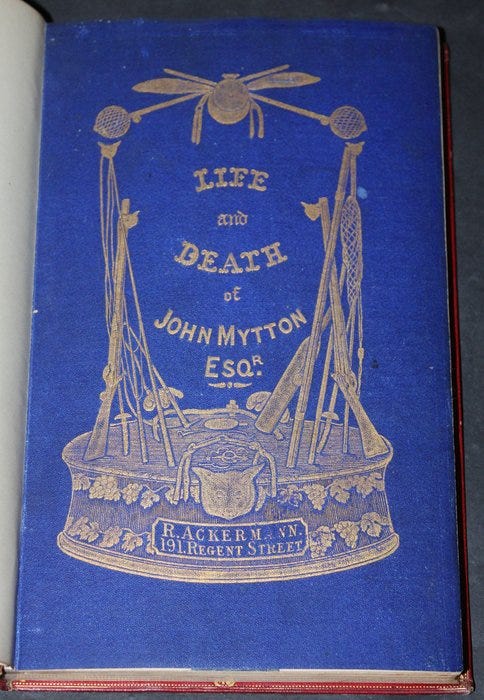 LIFE
and
DEATH
of
JOHN MYTTON
ESQ.R
R. ACKERMANN.
191. REGENT STREET